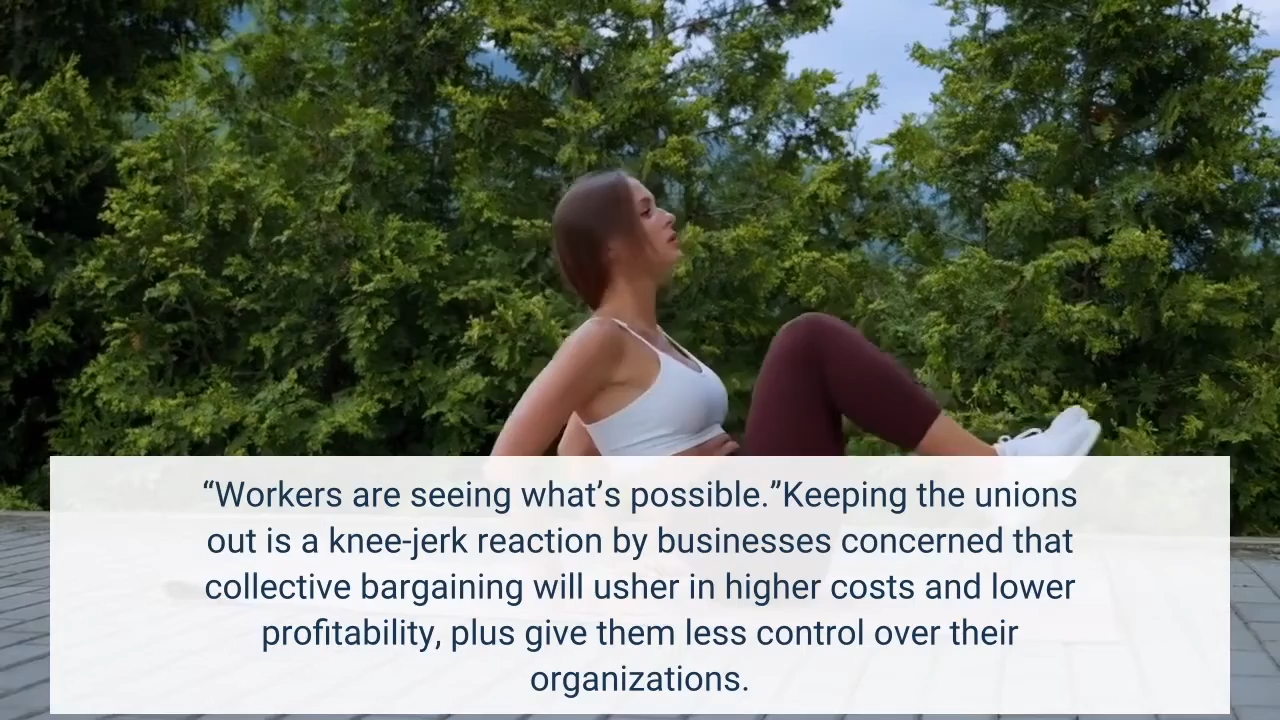 “Workers are seeing what’s possible.”Keeping the unions
out is a knee-jerk reaction by businesses concerned that
collective bargaining will usher in higher costs and lower
profitability, plus give them less control over their
organizations.